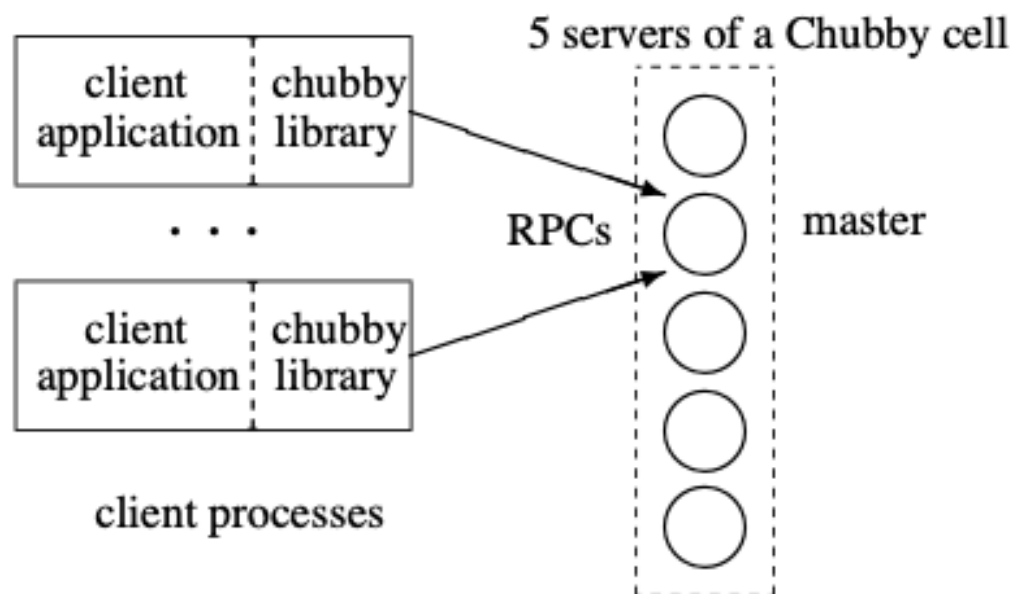 5 servers of a Chubby cell
client
application
chubby
library
RPCs
master
. . .
client
application
chubby
library
client processes